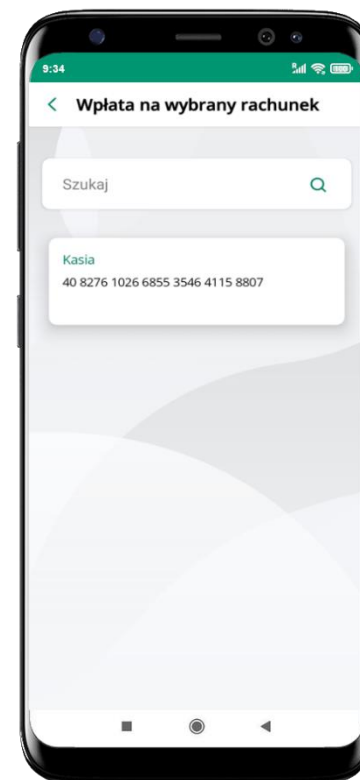 9:34
Wpłata na wybrany rachunek
Szukaj
Kasia
40 8276 1026 6855 3546 4115 8807